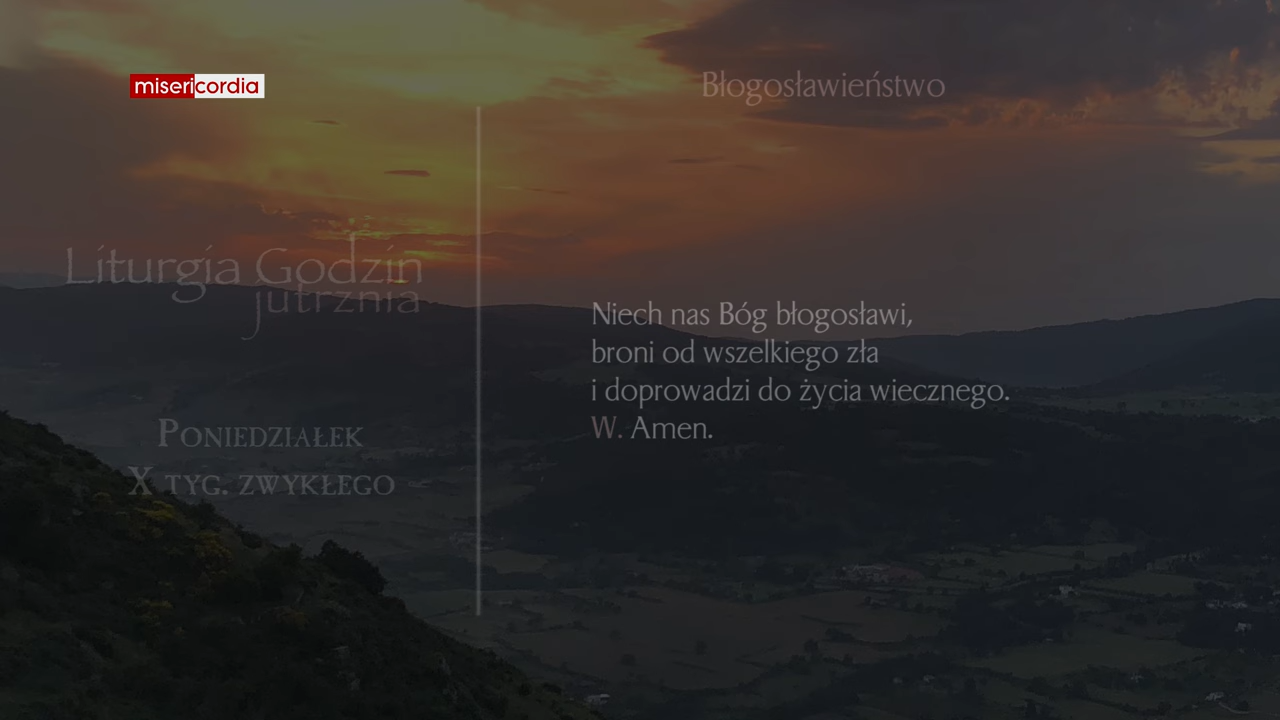 misericordia
Błogosławieństwo
Liturgia Godzin
jutrznia
Niech nas Bóg błogosławi,
broni od wszelkiego zła
i doprowadzi do życia wiecznego.
W. Amen.
Poniedziałek
X tyg. zwykłego